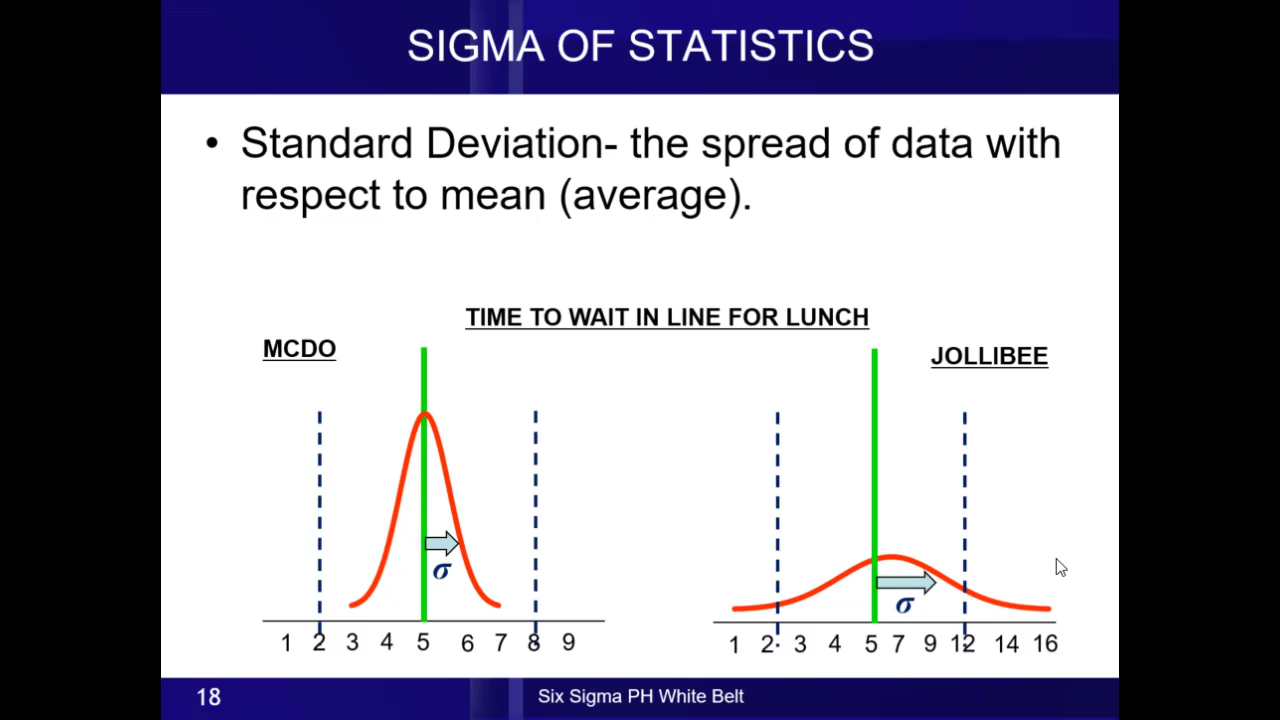 SIGMA OF STATISTICS
• Standard Deviation- the spread of data with
respect to mean (average).
TIME TO WAIT IN LINE FOR LUNCH
MCDO
JOLLIBEE
σ
σ
1 2 3 4 5 6 7 8 9
1 2 3 4 5 7 9 12 14 16
18
Six Sigma PH White Belt